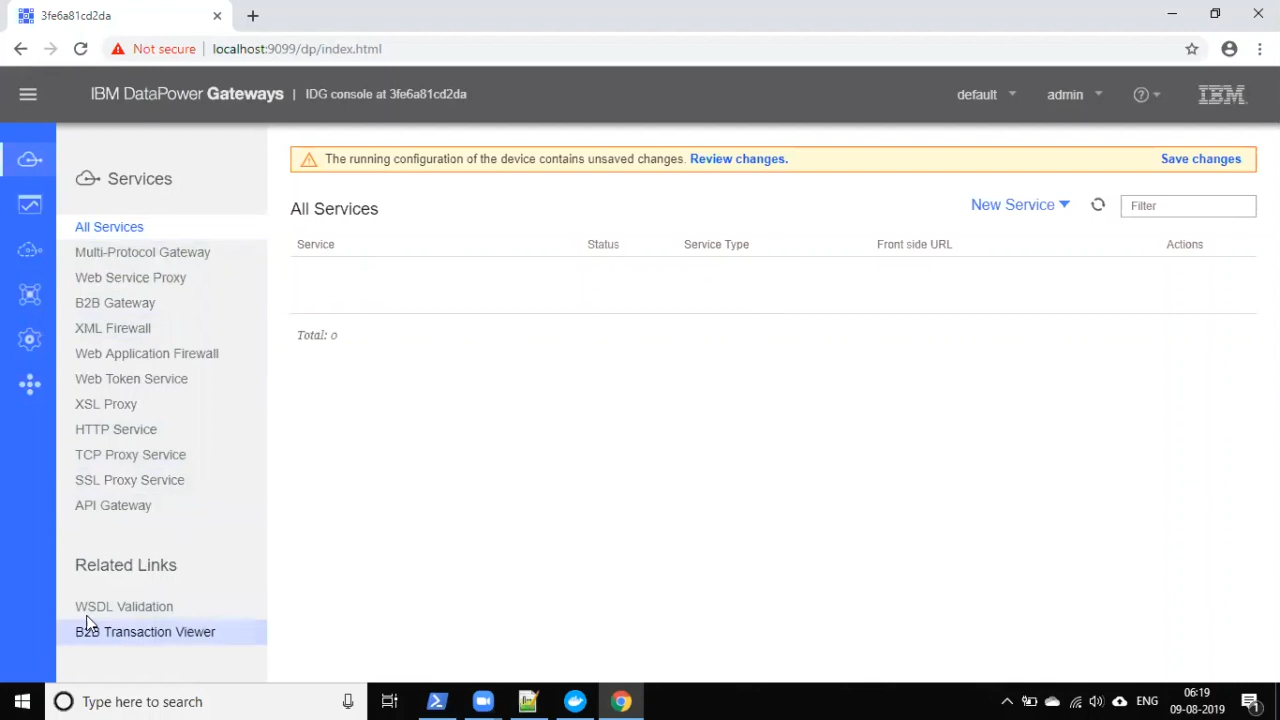 3fe6a81cd2da
Not secure localhost:9099/dp/index.html
IBM DataPower Gateways | IDG console at 3fe6a81cd2da
default
admin
IBM
The running configuration of the device contains unsaved changes. Review changes. Save changes
Services
All Services
Multi-Protocol Gateway
Web Service Proxy
B2B Gateway
XML Firewall
Web Application Firewall
Web Token Service
XSL Proxy
HTTP Service
TCP Proxy Service
SSL Proxy Service
API Gateway
Related Links
WSDL Validation
B2B Transaction Viewer
All Services
New Service
Filter
Service Status Service Type Front side URL Actions
Total: 0
Type here to search
ENG
06:19
09-08-2019
1